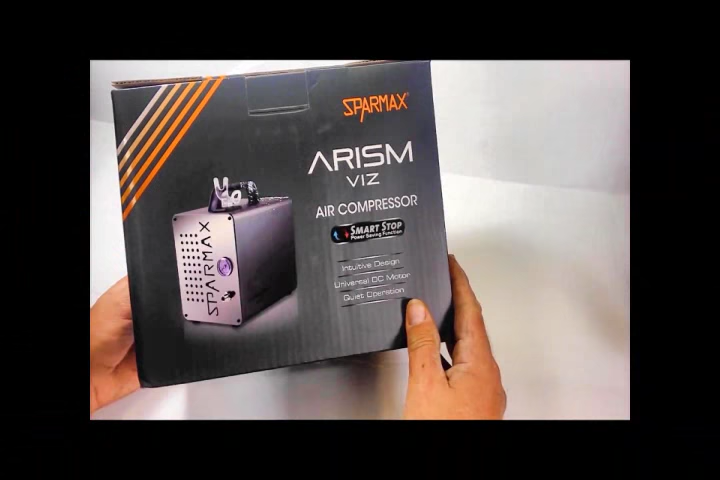 SPARMAX
ARISM
VIZ
AIR COMPRESSOR
SMART STOP
Power Saving Function
Intuitive Design
Universal DC Motor
Quiet Operation
SPARMAX